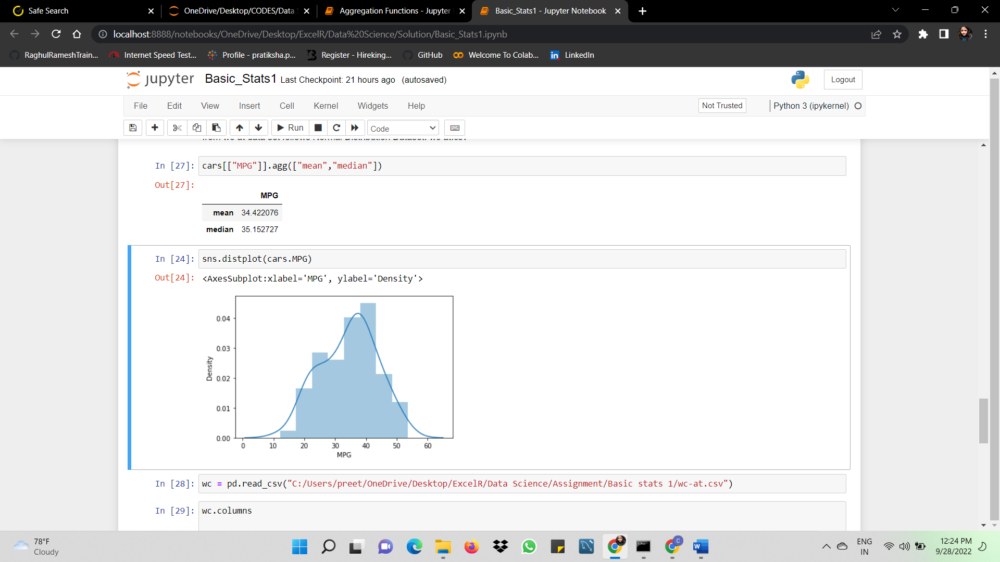 Safe Search
OneDrive/Desktop/CODES/Data
Aggregation Functions - Jupyter
Basic_Stats1 - Jupyter Notebook
localhost:8888/notebooks/OneDrive/Desktop/ExcelR/Data%20Science/Solution/Basic_Stats1.ipynb
RaghulRameshTrain...
Internet Speed Test...
Profile - pratiksha.p...
Register - Hireking...
GitHub
Welcome To Colab...
LinkedIn
jupyter Basic_Stats1 Last Checkpoint: 21 hours ago (autosaved)
Logout
File Edit View Insert Cell Kernel Widgets Help
Not Trusted
Python 3 (ipykernel)
Run
Code
In [27]: cars[["MPG"]].agg(["mean","median"])
Out[27]:
MPG
mean 34.422076
median 35.152727
In [24]: sns.distplot(cars.MPG)
Out[24]: <AxesSubplot:xlabel='MPG', ylabel='Density'>
0.04
0.03
0.02
0.01
0.00
Density
0 10 20 30 40 50 60
MPG
In [28]: wc = pd.read_csv("C:/Users/preet/OneDrive/Desktop/ExcelR/Data Science/Assignment/Basic stats 1/wc-at.csv")
In [29]: wc.columns
78°F
Cloudy
ENG
IN
12:24 PM
9/28/2022